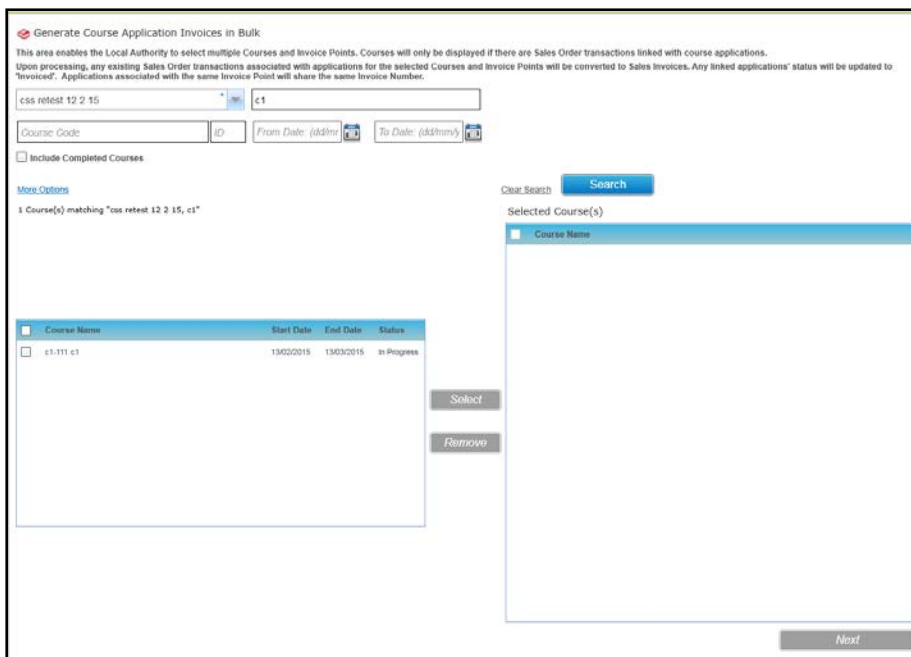 Generate Course Application Invoices in Bulk
This area enables the Local Authority to select multiple Courses and Invoice Points. Courses will only be displayed if there are Sales Order transactions linked with course applications.
Upon processing, any existing Sales Order transactions associated with applications for the selected Courses and Invoice Points will be converted to Sales Invoices. Any linked applications' status will be updated to
'Invoiced'. Applications associated with the same Invoice Point will share the same Invoice Number.
css retest 12 2 15 * c1
Course Code ID From Date: (dd/mm To Date: (dd/mm/y
Include Completed Courses
More Options Clear Search Search
1 Course(s) matching "css retest 12 2 15, c1"
Selected Course(s)
Course Name
Course Name Start Date End Date Status
c1-111 c1 13/02/2015 13/03/2015 In Progress
Select
Remove
Next